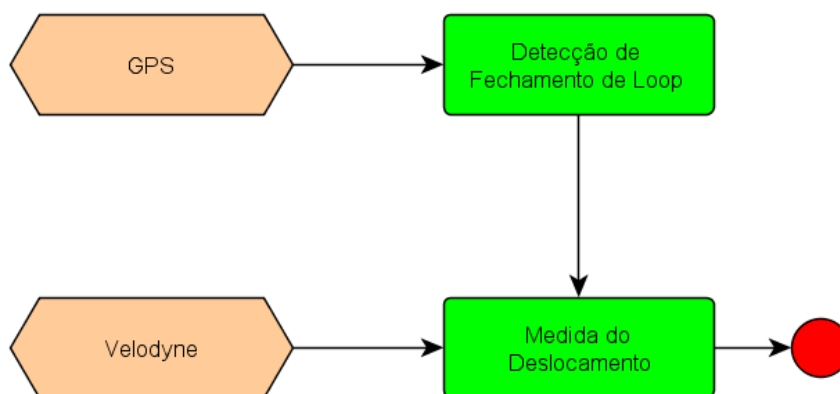 GPS
Detecção de
Fechamento de Loop
Velodyne
Medida do
Deslocamento